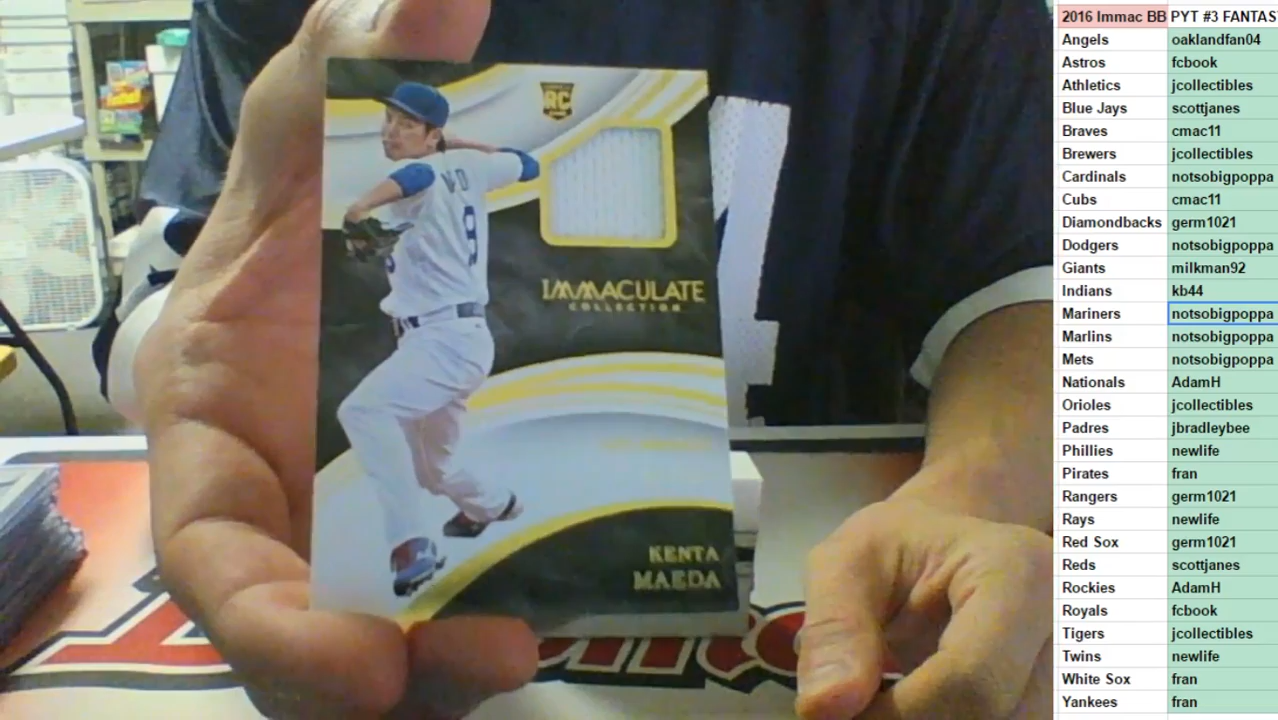 RC
IMMACULATE
COLLECTION
KENTA
MAEDA
2016 Immac BB PYT #3 FANTAS
Angels oaklandfan04
Astros fcbook
Athletics jcollectibles
Blue Jays scottjanes
Braves cmac11
Brewers jcollectibles
Cardinals notsobigpoppa
Cubs cmac11
Diamondbacks germ1021
Dodgers notsobigpoppa
Giants milkman92
Indians kb44
Mariners notsobigpoppa
Marlins notsobigpoppa
Mets notsobigpoppa
Nationals AdamH
Orioles jcollectibles
Padres jbradleybee
Phillies newlife
Pirates fran
Rangers germ1021
Rays newlife
Red Sox germ1021
Reds scottjanes
Rockies AdamH
Royals fcbook
Tigers jcollectibles
Twins newlife
White Sox fran
Yankees fran